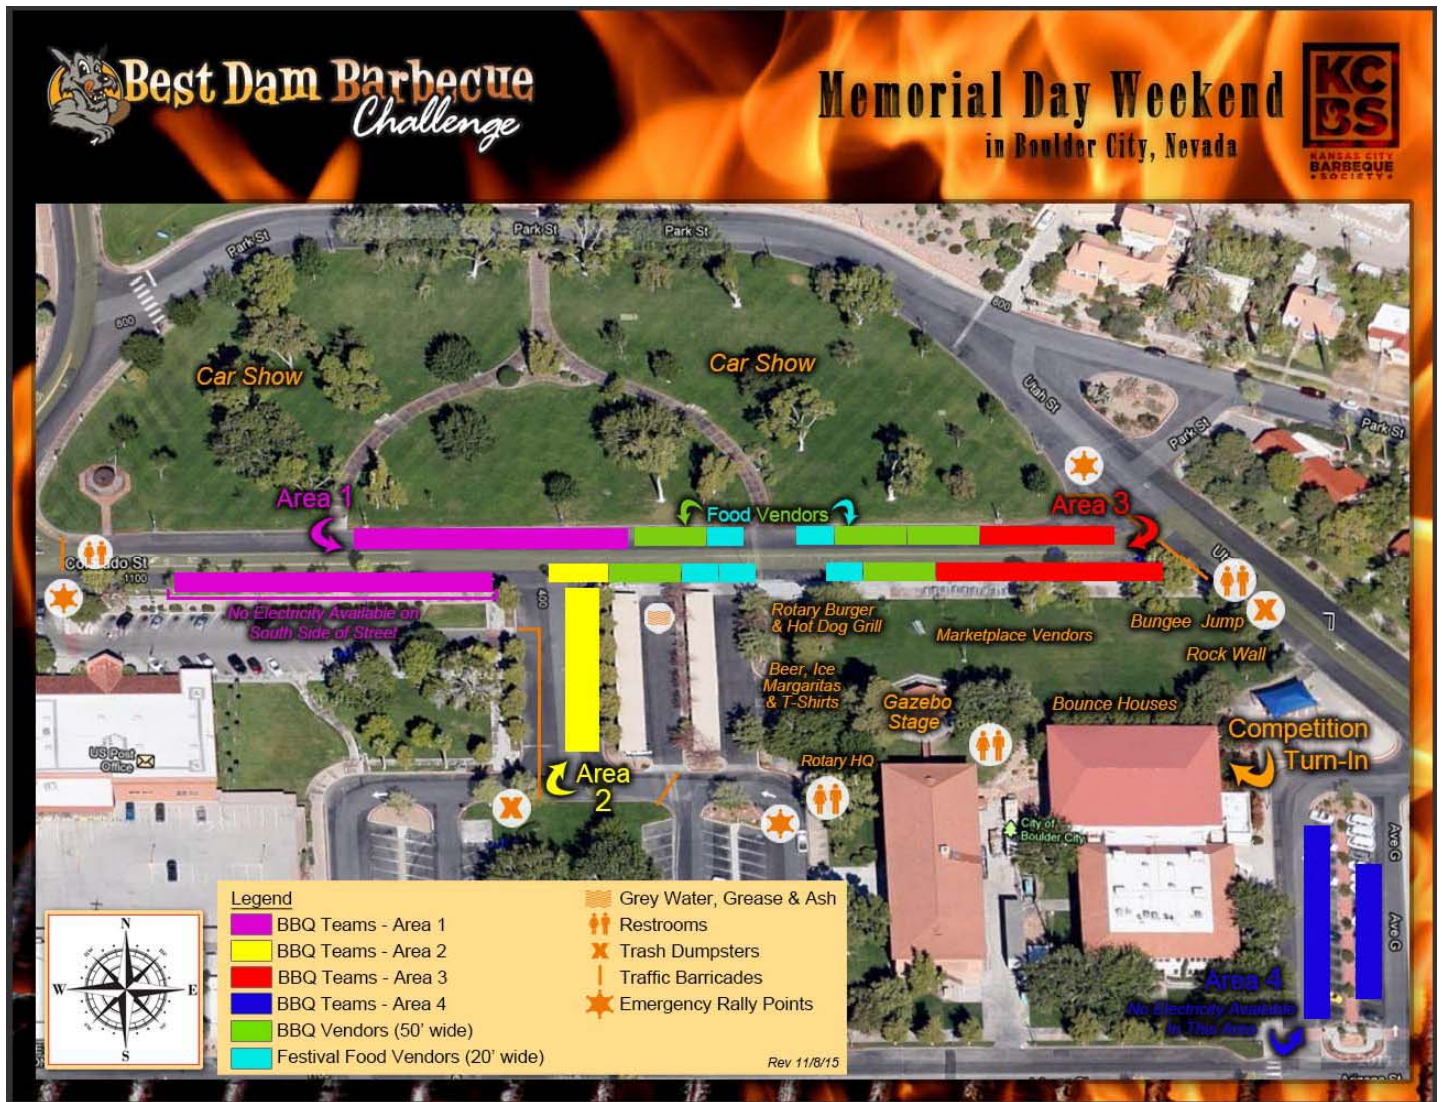 Best Dam Barbecue
Challenge
Memorial Day Weekend
in Boulder City, Nevada
KC
BS
KANSAS CITY
BARBEQUE
SOCIETY
Park St
Park St
Park St
800
800
Car Show
Car Show
Utah St
Park St
Park St
Area 1
Food Vendors
Area 3
Colorado St
1100
400
No Electricity Available on
South Side of Street
Rotary Burger
& Hot Dog Grill
Marketplace Vendors
Bungee Jump
Rock Wall
Beer, Ice
Margaritas
& T-Shirts
Gazebo
Stage
Bounce Houses
Competition
Turn-In
US Post
Office
Area
2
Rotary HQ
City of
Boulder City
Ave G
Ave G
Area 4
No Electricity Available
In This Area
Legend
BBQ Teams - Area 1
BBQ Teams - Area 2
BBQ Teams - Area 3
BBQ Teams - Area 4
BBQ Vendors (50' wide)
Festival Food Vendors (20' wide)
Grey Water, Grease & Ash
Restrooms
Trash Dumpsters
Traffic Barricades
Emergency Rally Points
Rev 11/8/15
N
W
E
S